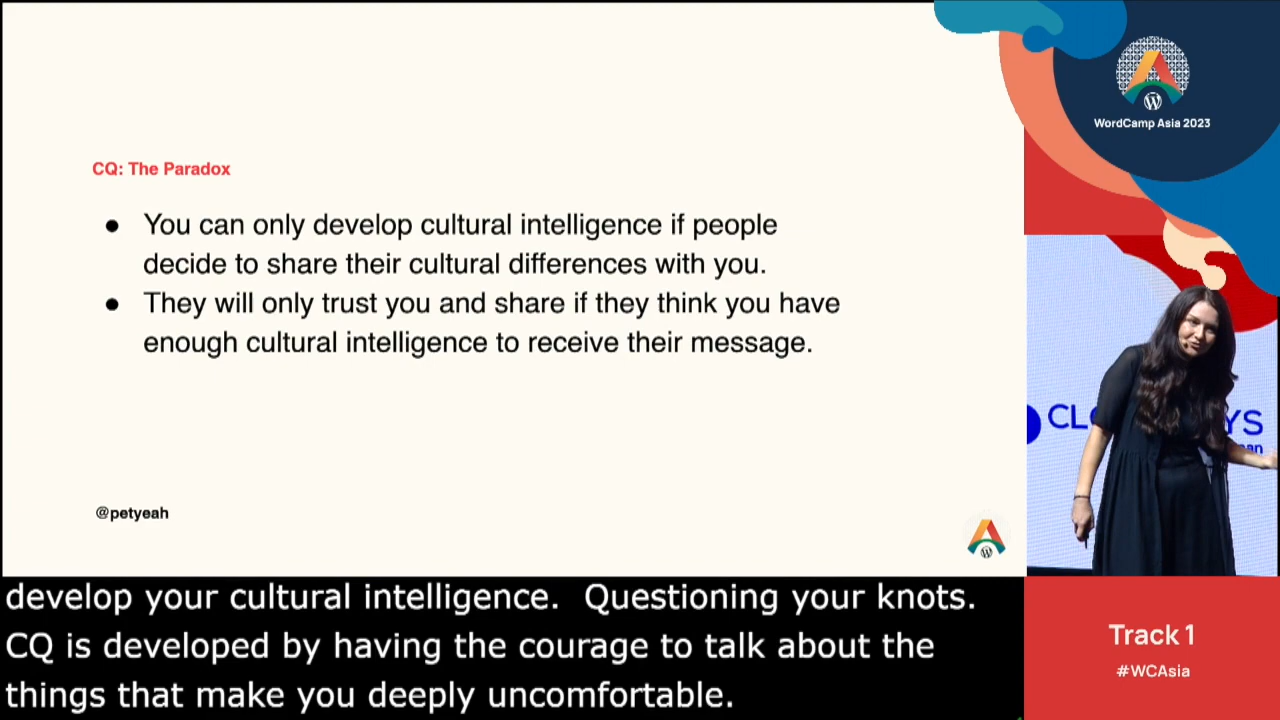 CQ: The Paradox
● You can only develop cultural intelligence if people
decide to share their cultural differences with you.
● They will only trust you and share if they think you have
enough cultural intelligence to receive their message.
@petyeah
WordCamp Asia 2023
CL
YS
develop your cultural intelligence.  Questioning your knots.
CQ is developed by having the courage to talk about the
things that make you deeply uncomfortable.
Track 1
#WCAsia